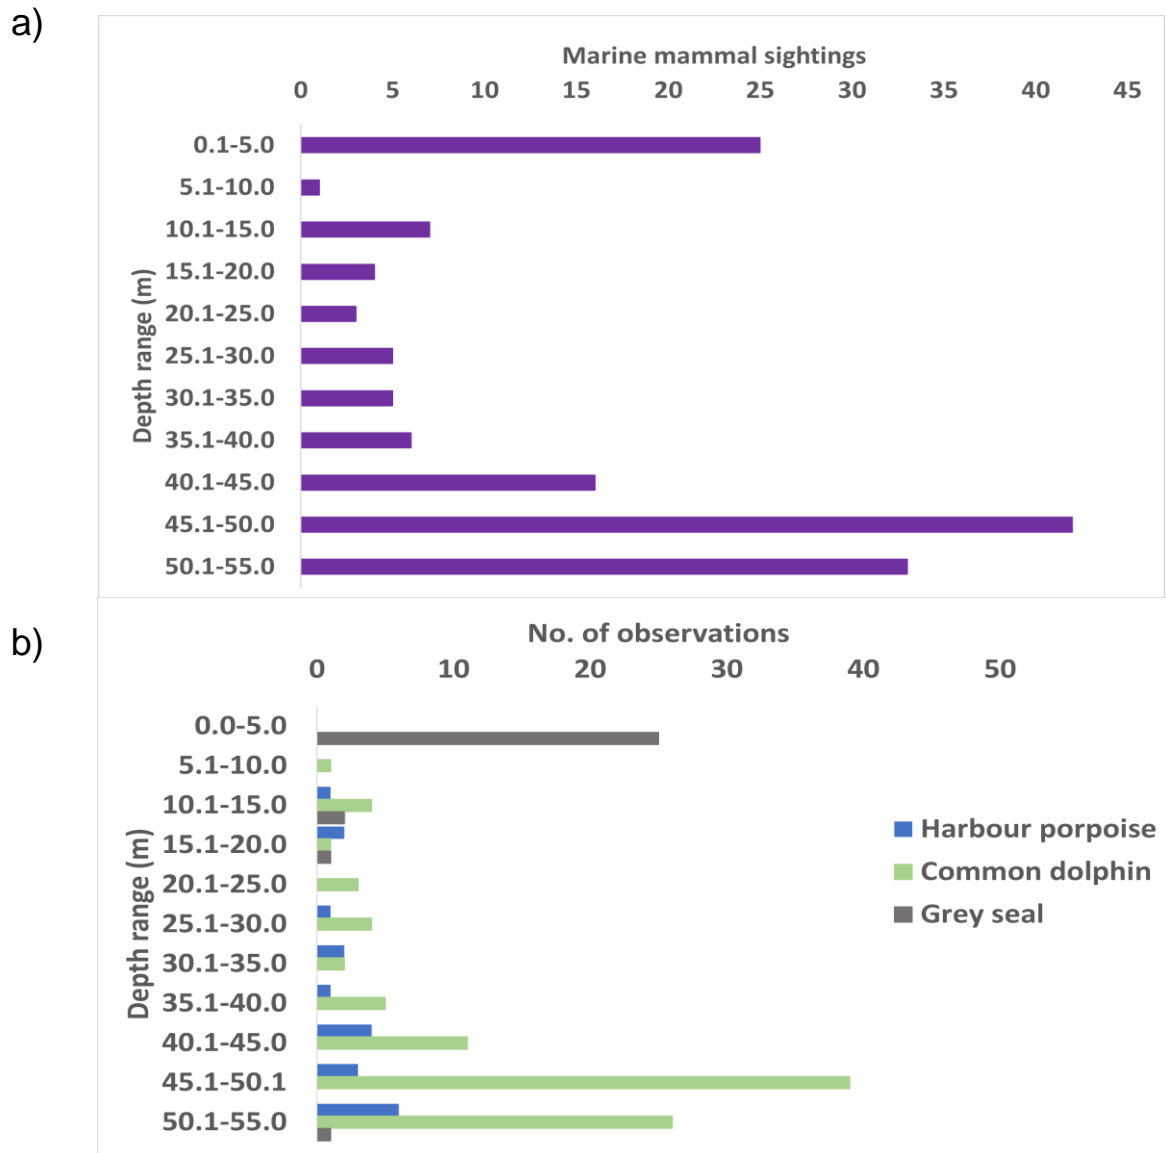 a)
Marine mammal sightings
0 5 10 15 20 25 30 35 40 45
Depth range (m)
0.1-5.0
5.1-10.0
10.1-15.0
15.1-20.0
20.1-25.0
25.1-30.0
30.1-35.0
35.1-40.0
40.1-45.0
45.1-50.0
50.1-55.0
b)
No. of observations
0 10 20 30 40 50
Depth range (m)
0.0-5.0
5.1-10.0
10.1-15.0
15.1-20.0
20.1-25.0
25.1-30.0
30.1-35.0
35.1-40.0
40.1-45.0
45.1-50.1
50.1-55.0
Harbour porpoise
Common dolphin
Grey seal